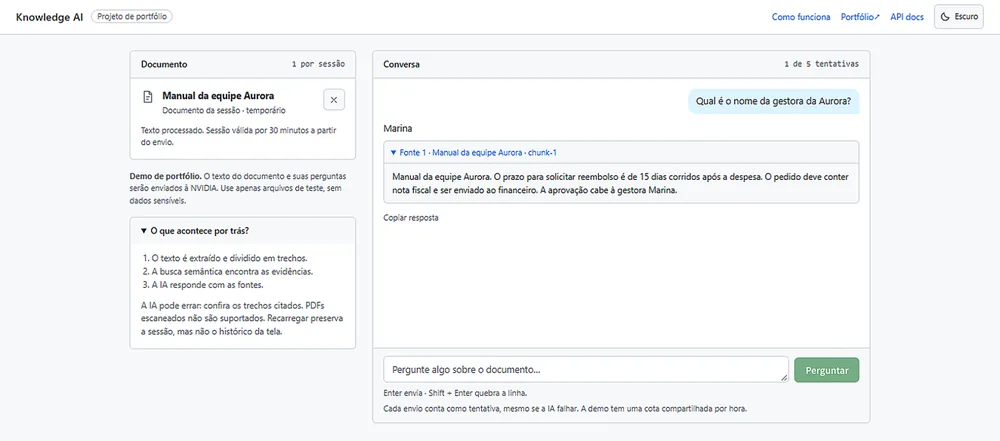 Knowledge AI
Projeto de portfólio
Como funciona
Portfólio↗
API docs
Escuro
Documento
1 por sessão
Manual da equipe Aurora
Documento da sessão · temporário
Texto processado. Sessão válida por 30 minutos a partir
do envio.
Demo de portfólio. O texto do documento e suas perguntas
serão enviados à NVIDIA. Use apenas arquivos de teste, sem
dados sensíveis.
▼ O que acontece por trás?
1. O texto é extraído e dividido em trechos.
2. A busca semântica encontra as evidências.
3. A IA responde com as fontes.
A IA pode errar: confira os trechos citados. PDFs
escaneados não são suportados. Recarregar preserva
a sessão, mas não o histórico da tela.
Conversa
1 de 5 tentativas
Qual é o nome da gestora da Aurora?
Marina
▼ Fonte 1 · Manual da equipe Aurora · chunk-1
Manual da equipe Aurora. O prazo para solicitar reembolso é de 15 dias corridos após a despesa. O pedido deve conter
nota fiscal e ser enviado ao financeiro. A aprovação cabe à gestora Marina.
Copiar resposta
Pergunte algo sobre o documento...
Perguntar
Enter envia · Shift + Enter quebra a linha.
Cada envio conta como tentativa, mesmo se a IA falhar. A demo tem uma cota compartilhada por hora.